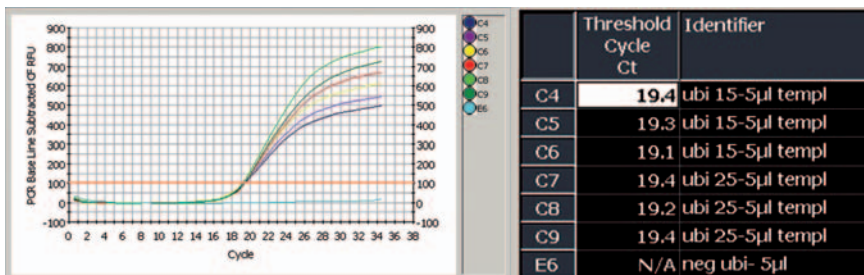 PCR Base Line Subtracted CF RFU
900
800
700
600
500
400
300
200
100
0
-100
0 2 4 6 8 10 12 14 16 18 20 22 24 26 28 30 32 34 36 38
Cycle
900
800
700
600
500
400
300
200
100
0
-100
C4
C5
C6
C7
C8
C9
E6
Threshold Identifier
Cycle
Ct
C4 19.4 ubi 15-5µl templ
C5 19.3 ubi 15-5µl templ
C6 19.1 ubi 15-5µl templ
C7 19.4 ubi 25-5µl templ
C8 19.2 ubi 25-5µl templ
C9 19.4 ubi 25-5µl templ
E6 N/A neg ubi- 5µl